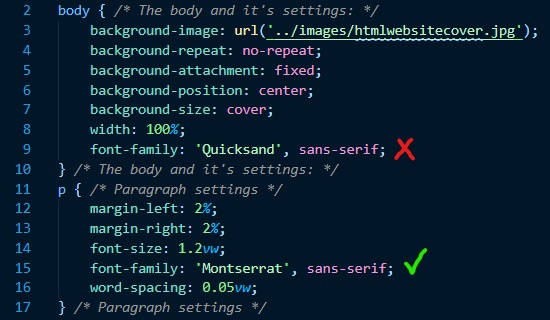 2 body { /* The body and it's settings: */
3 background-image: url('../images/htmlwebsitecover.jpg');
4 background-repeat: no-repeat;
5 background-attachment: fixed;
6 background-position: center;
7 background-size: cover;
8 width: 100%;
9 font-family: 'Quicksand', sans-serif;
10 } /* The body and it's settings: */
11 p { /* Paragraph settings */
12 margin-left: 2%;
13 margin-right: 2%;
14 font-size: 1.2vw;
15 font-family: 'Montserrat', sans-serif;
16 word-spacing: 0.05vw;
17 } /* Paragraph settings */